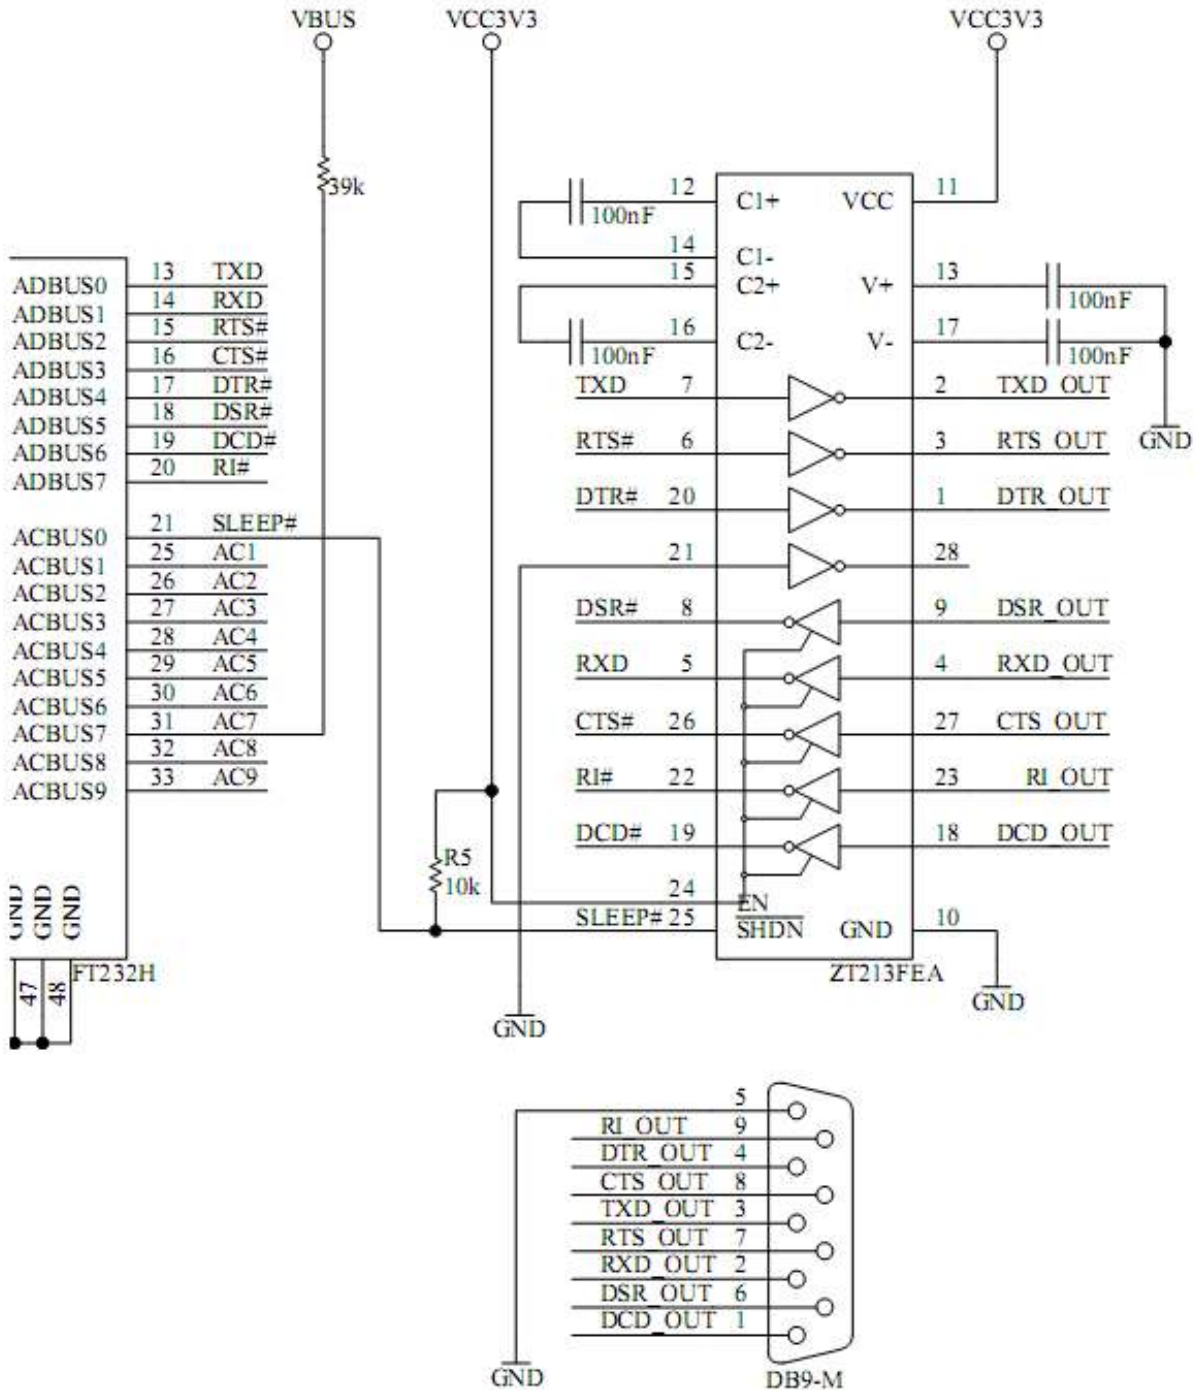 VBUS VCC3V3 VCC3V3
39k
12 C1+ VCC 11
100nF
14 C1-
15 C2+ V+ 13
100nF
16 C2- V- 17
100nF 100nF
ADBUS0 13 TXD
ADBUS1 14 RXD
ADBUS2 15 RTS#
ADBUS3 16 CTS#
ADBUS4 17 DTR#
ADBUS5 18 DSR#
ADBUS6 19 DCD#
ADBUS7 20 RI#
ACBUS0 21 SLEEP#
ACBUS1 25 AC1
ACBUS2 26 AC2
ACBUS3 27 AC3
ACBUS4 28 AC4
ACBUS5 29 AC5
ACBUS6 30 AC6
ACBUS7 31 AC7
ACBUS8 32 AC8
ACBUS9 33 AC9
GND GND GND
47 48
FT232H
TXD 7 2 TXD_OUT
RTS# 6 3 RTS_OUT
GND
DTR# 20 1 DTR_OUT
21 28
DSR# 8 9 DSR_OUT
RXD 5 4 RXD_OUT
CTS# 26 27 CTS_OUT
RI# 22 23 RI_OUT
DCD# 19 18 DCD_OUT
R5
10k
24 EN
SLEEP# 25 SHDN GND 10
ZT213FEA
GND
GND
5
RI_OUT 9
DTR_OUT 4
CTS_OUT 8
TXD_OUT 3
RTS_OUT 7
RXD_OUT 2
DSR_OUT 6
DCD_OUT 1
GND
DB9-M